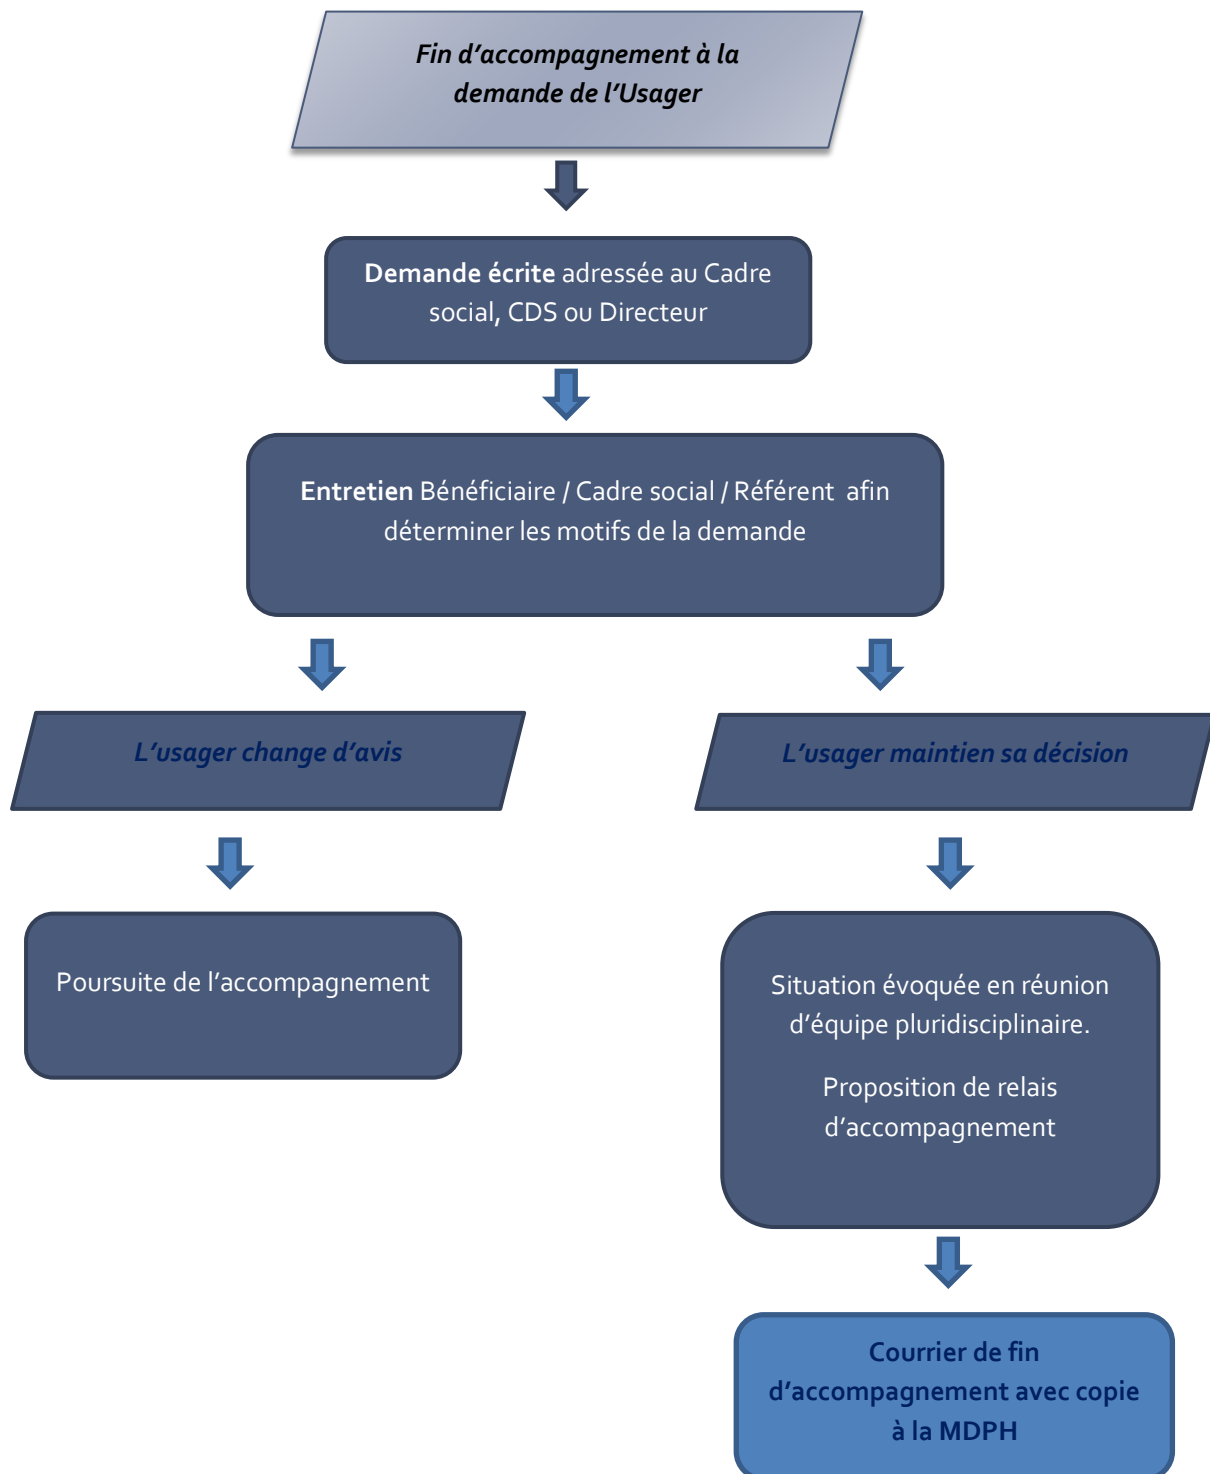 Fin d’accompagnement à la
demande de l’Usager
Demande écrite adressée au Cadre
social, CDS ou Directeur
Entretien Bénéficiaire / Cadre social / Référent afin
déterminer les motifs de la demande
L’usager change d’avis
L’usager maintien sa décision
Poursuite de l’accompagnement
Situation évoquée en réunion
d’équipe pluridisciplinaire.
Proposition de relais
d’accompagnement
Courrier de fin
d’accompagnement avec copie
à la MDPH